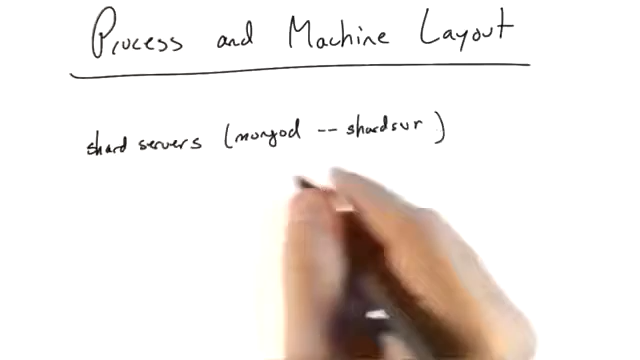 Process and Machine Layout
shard servers (mongod -- shardsvr)